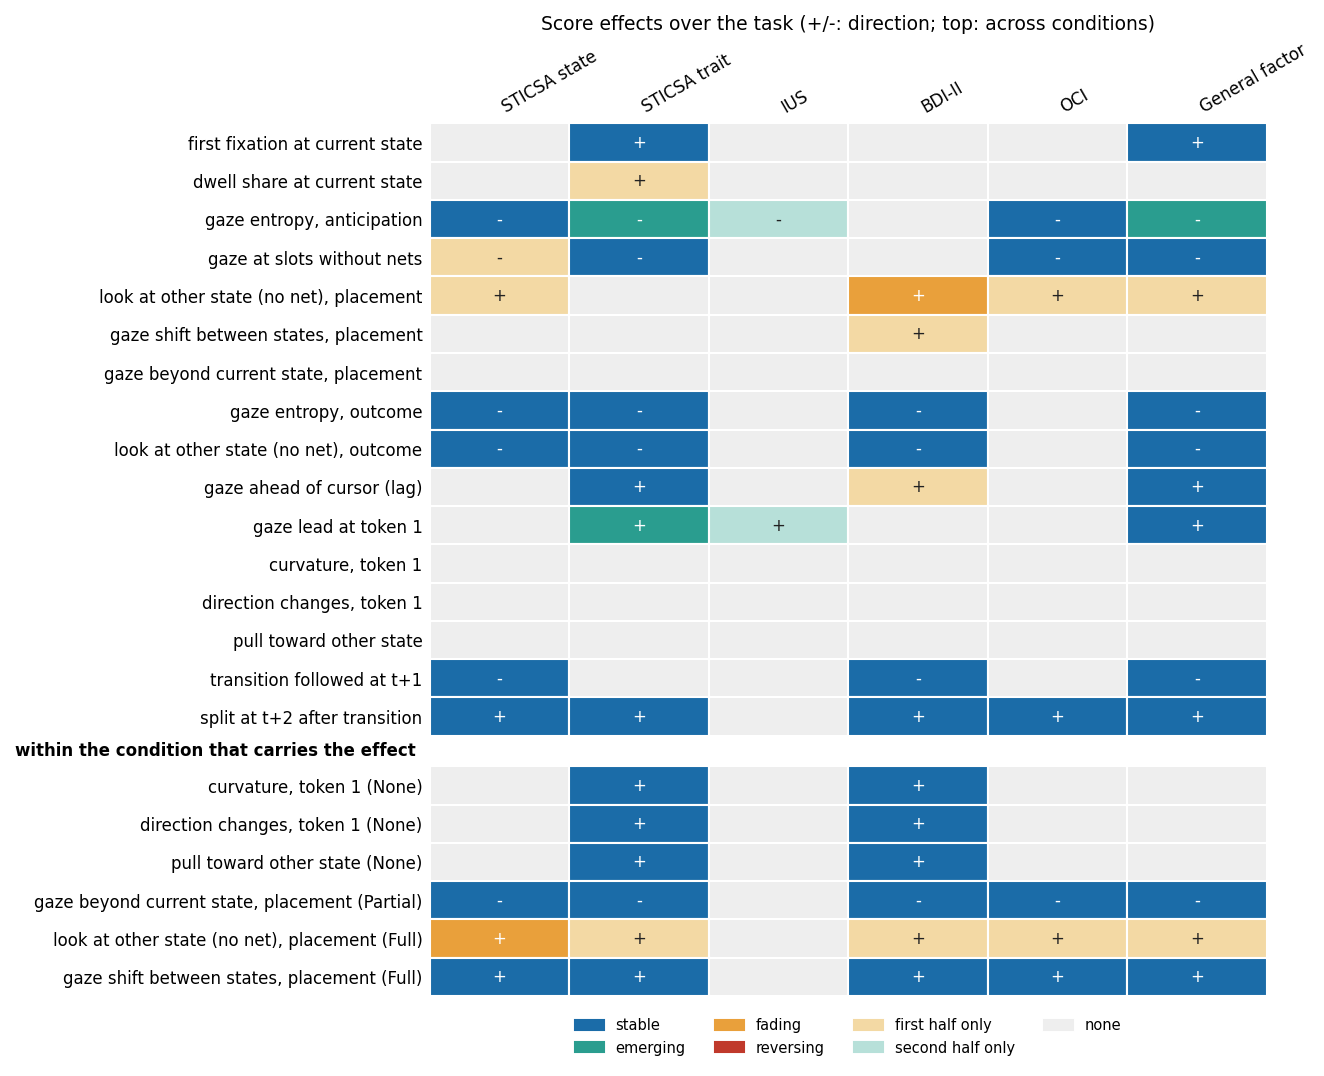 Score effects over the task (+/-: direction; top: across conditions)
STICSA state STICSA trait IUS BDI-II OCI General factor
first fixation at current state + +
dwell share at current state +
gaze entropy, anticipation - - - - -
gaze at slots without nets - - - -
look at other state (no net), placement + + + +
gaze shift between states, placement +
gaze beyond current state, placement
gaze entropy, outcome - - - -
look at other state (no net), outcome - - - -
gaze ahead of cursor (lag) + + +
gaze lead at token 1 + + +
curvature, token 1
direction changes, token 1
pull toward other state
transition followed at t+1 - - -
split at t+2 after transition + + + + +
within the condition that carries the effect
curvature, token 1 (None) + +
direction changes, token 1 (None) + +
pull toward other state (None) + +
gaze beyond current state, placement (Partial) - - - - -
look at other state (no net), placement (Full) + + + + +
gaze shift between states, placement (Full) + + + + +
stable fading first half only none
emerging reversing second half only